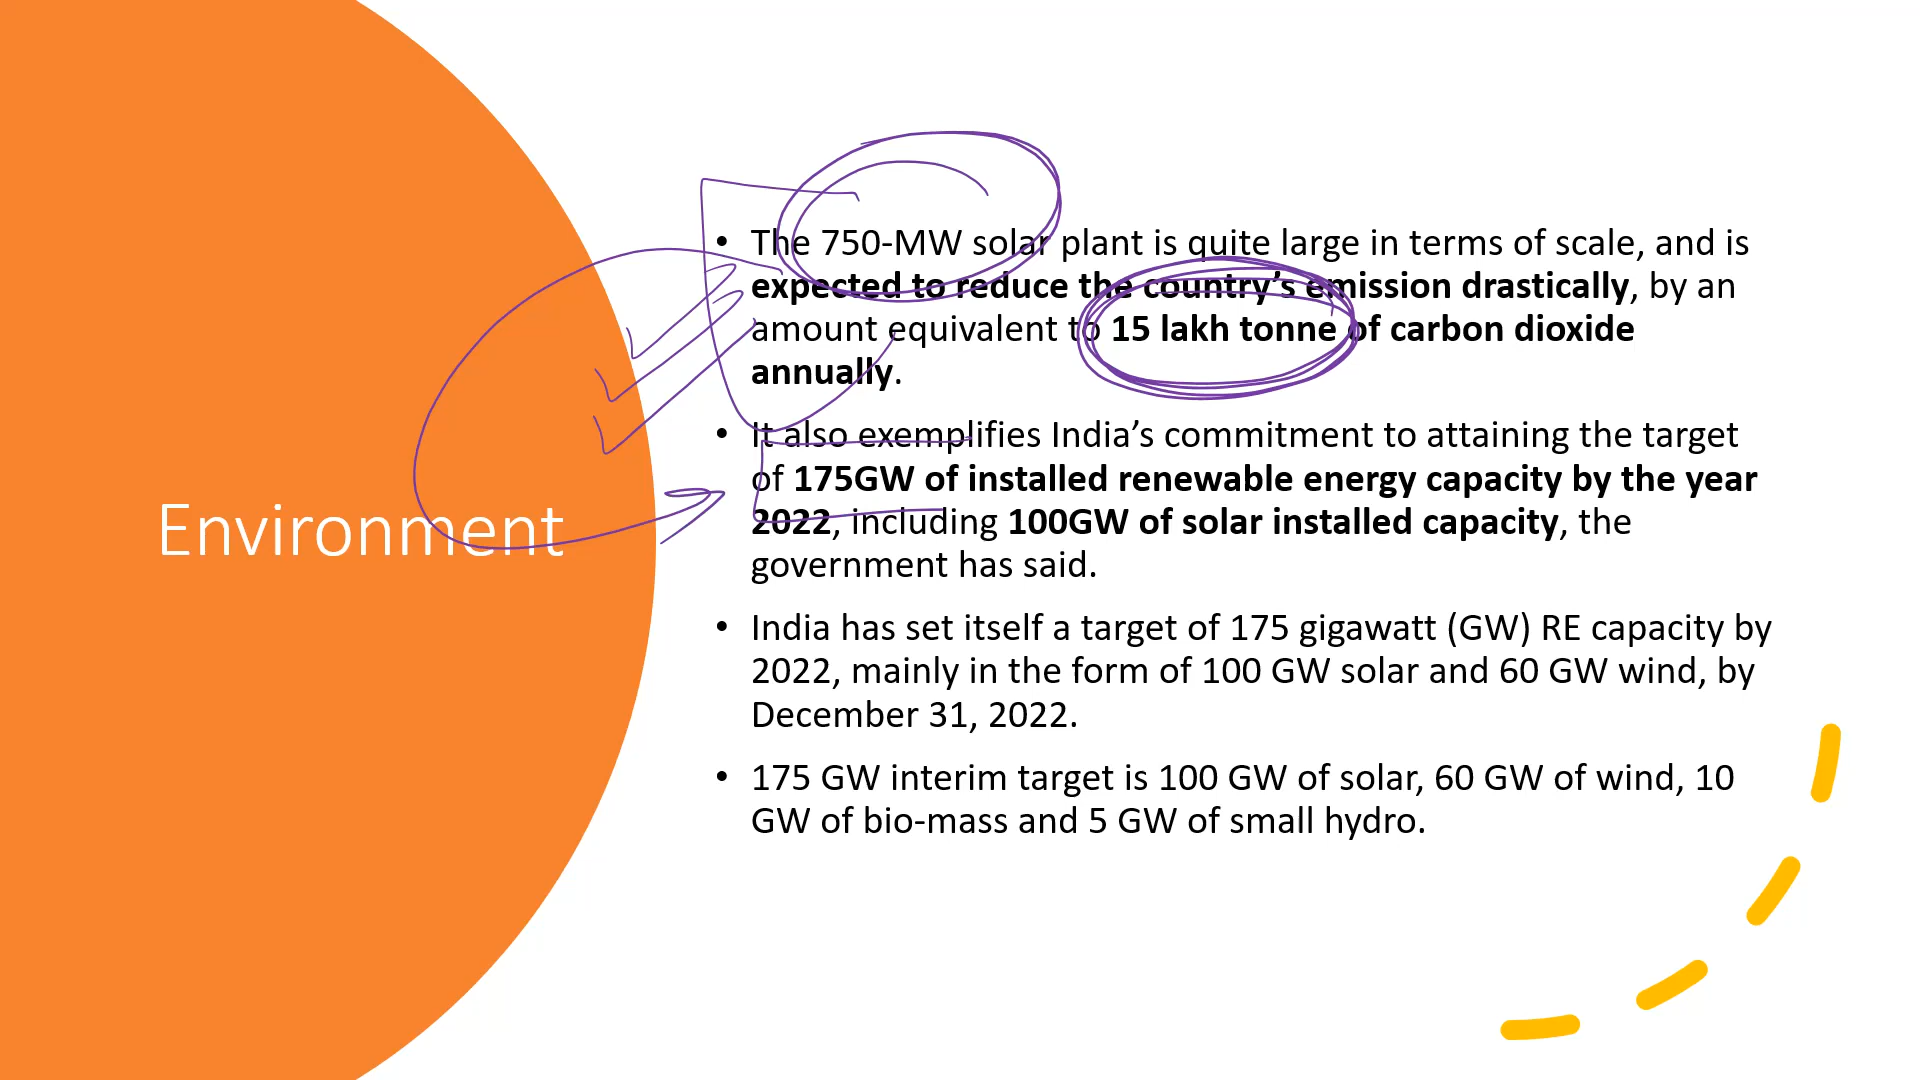 Environment
• The 750-MW solar plant is quite large in terms of scale, and is
expected to reduce the country’s emission drastically, by an
amount equivalent to 15 lakh tonne of carbon dioxide
annually.
• It also exemplifies India’s commitment to attaining the target
of 175GW of installed renewable energy capacity by the year
2022, including 100GW of solar installed capacity, the
government has said.
• India has set itself a target of 175 gigawatt (GW) RE capacity by
2022, mainly in the form of 100 GW solar and 60 GW wind, by
December 31, 2022.
• 175 GW interim target is 100 GW of solar, 60 GW of wind, 10
GW of bio-mass and 5 GW of small hydro.